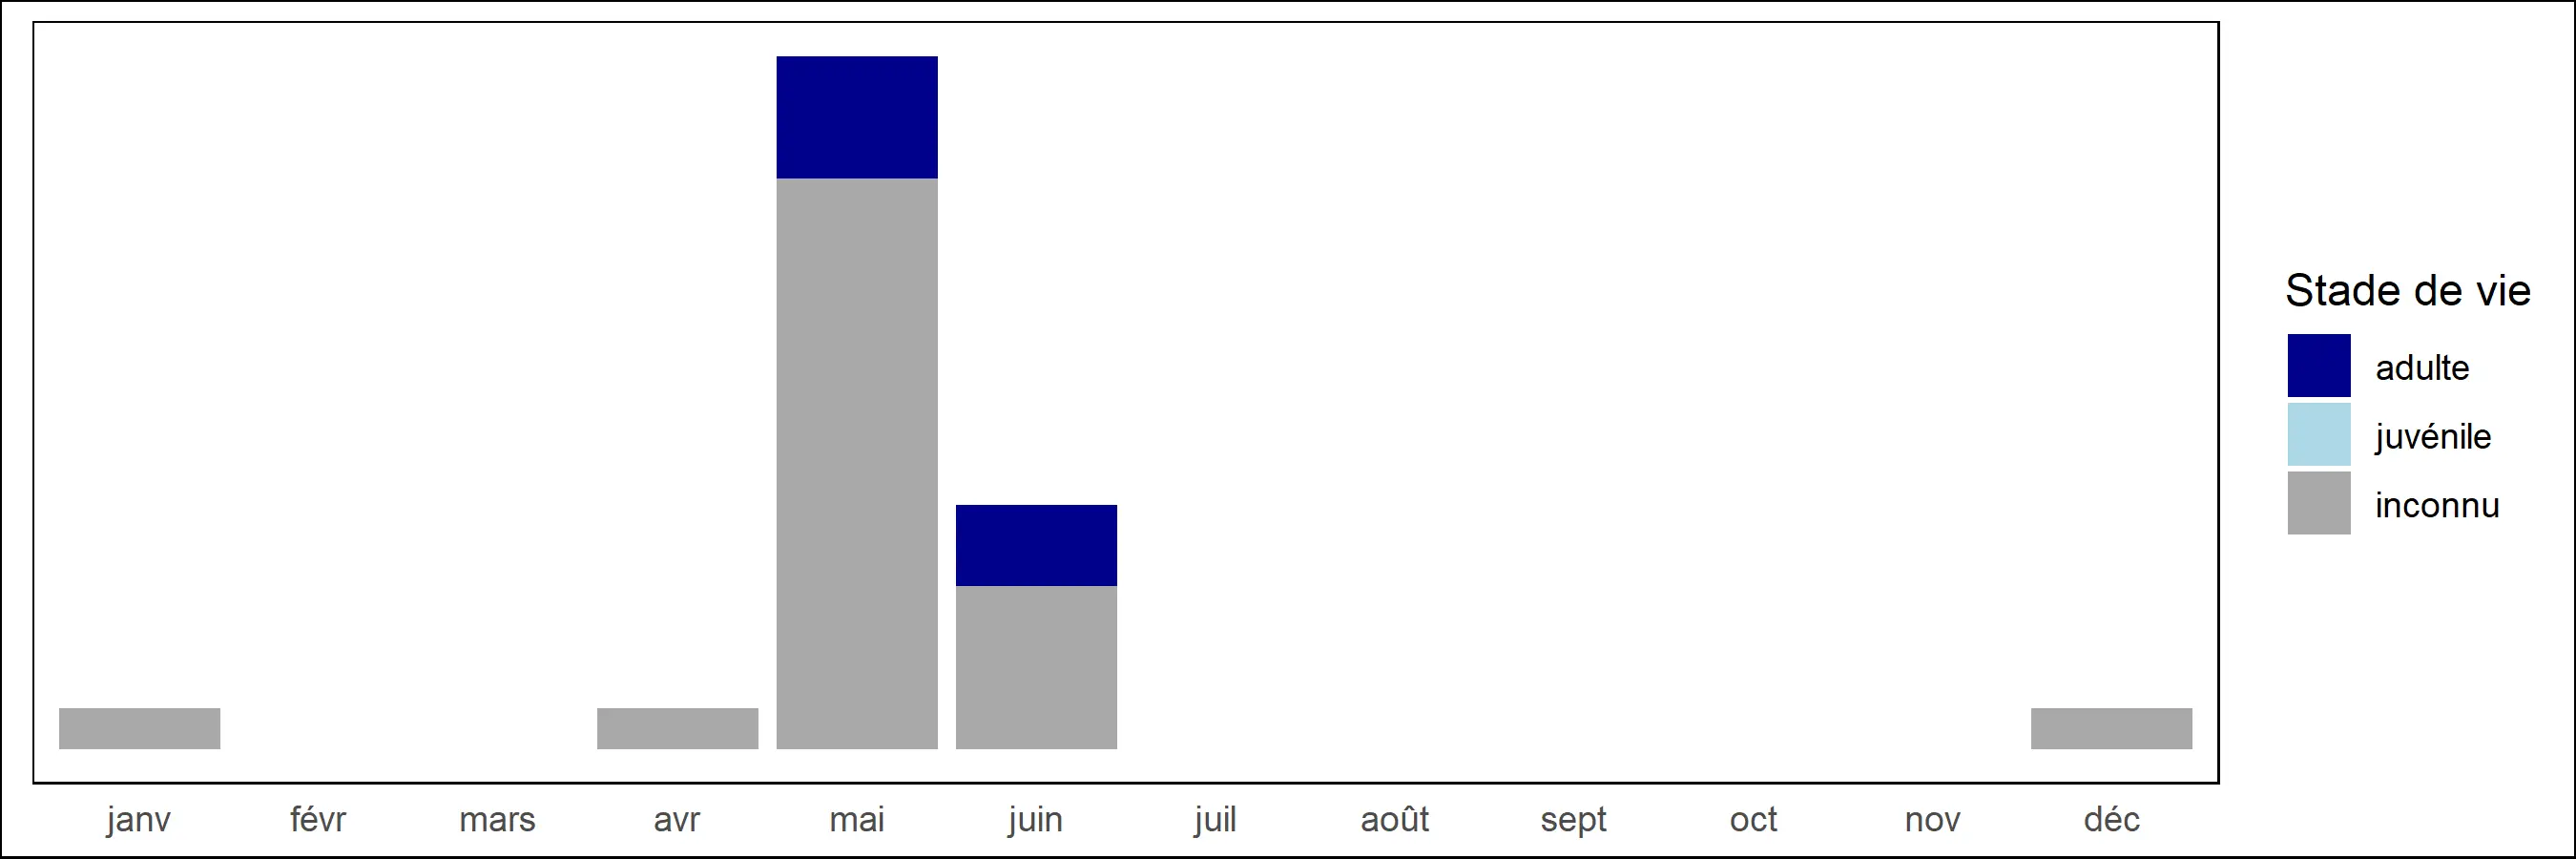 Stade de vie
adulte
juvénile
inconnu
janv févr mars avr mai juin juil août sept oct nov déc